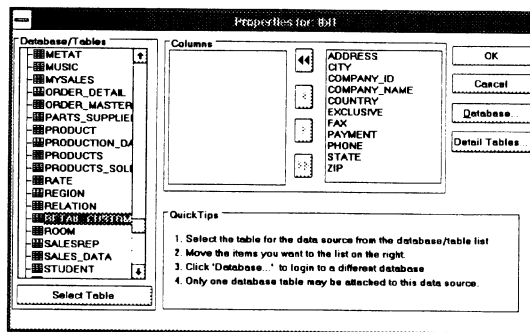 Properties for: tbl1
Database/Tables
METAT
MUSIC
MYSALES
ORDER_DETAIL
ORDER_MASTER
PARTS_SUPPLIE
PRODUCT
PRODUCTION_DA
PRODUCTS
PRODUCTS_SOL
RATE
REGION
RELATION
RETAIL_CUSTOM
ROOM
SALESREP
SALES_DATA
STUDENT
Select Table
Columns
ADDRESS
CITY
COMPANY_ID
COMPANY_NAME
COUNTRY
EXCLUSIVE
FAX
PAYMENT
PHONE
STATE
ZIP
OK
Cancel
Database...
Detail Tables...
QuickTips
1. Select the table for the data source from the database/table list
2. Move the items you want to the list on the right.
3. Click 'Database...' to login to a different database
4. Only one database table may be attached to this data source.